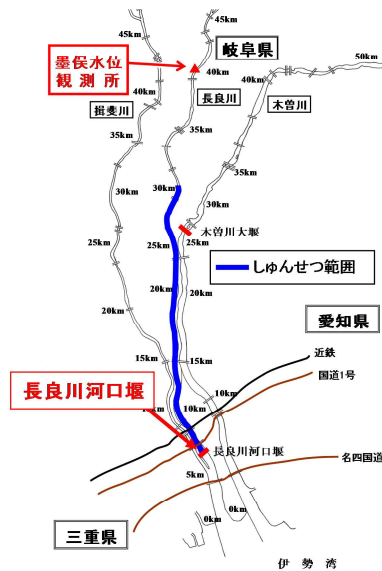 45km
45km
岐阜県
墨俣水位
観測所
50km
40km
40km
40km
揖斐川
長良川
木曽川
35km
35km
35km
30km
30km
30km
木曽川大堰
25km
25km
25km
しゅんせつ範囲
20km
20km
20km
愛知県
15km
15km
近鉄
国道1号
長良川河口堰
10km
10km
10km
長良川河口堰
名四国道
5km
三重県
0km
0km
0km
伊勢湾